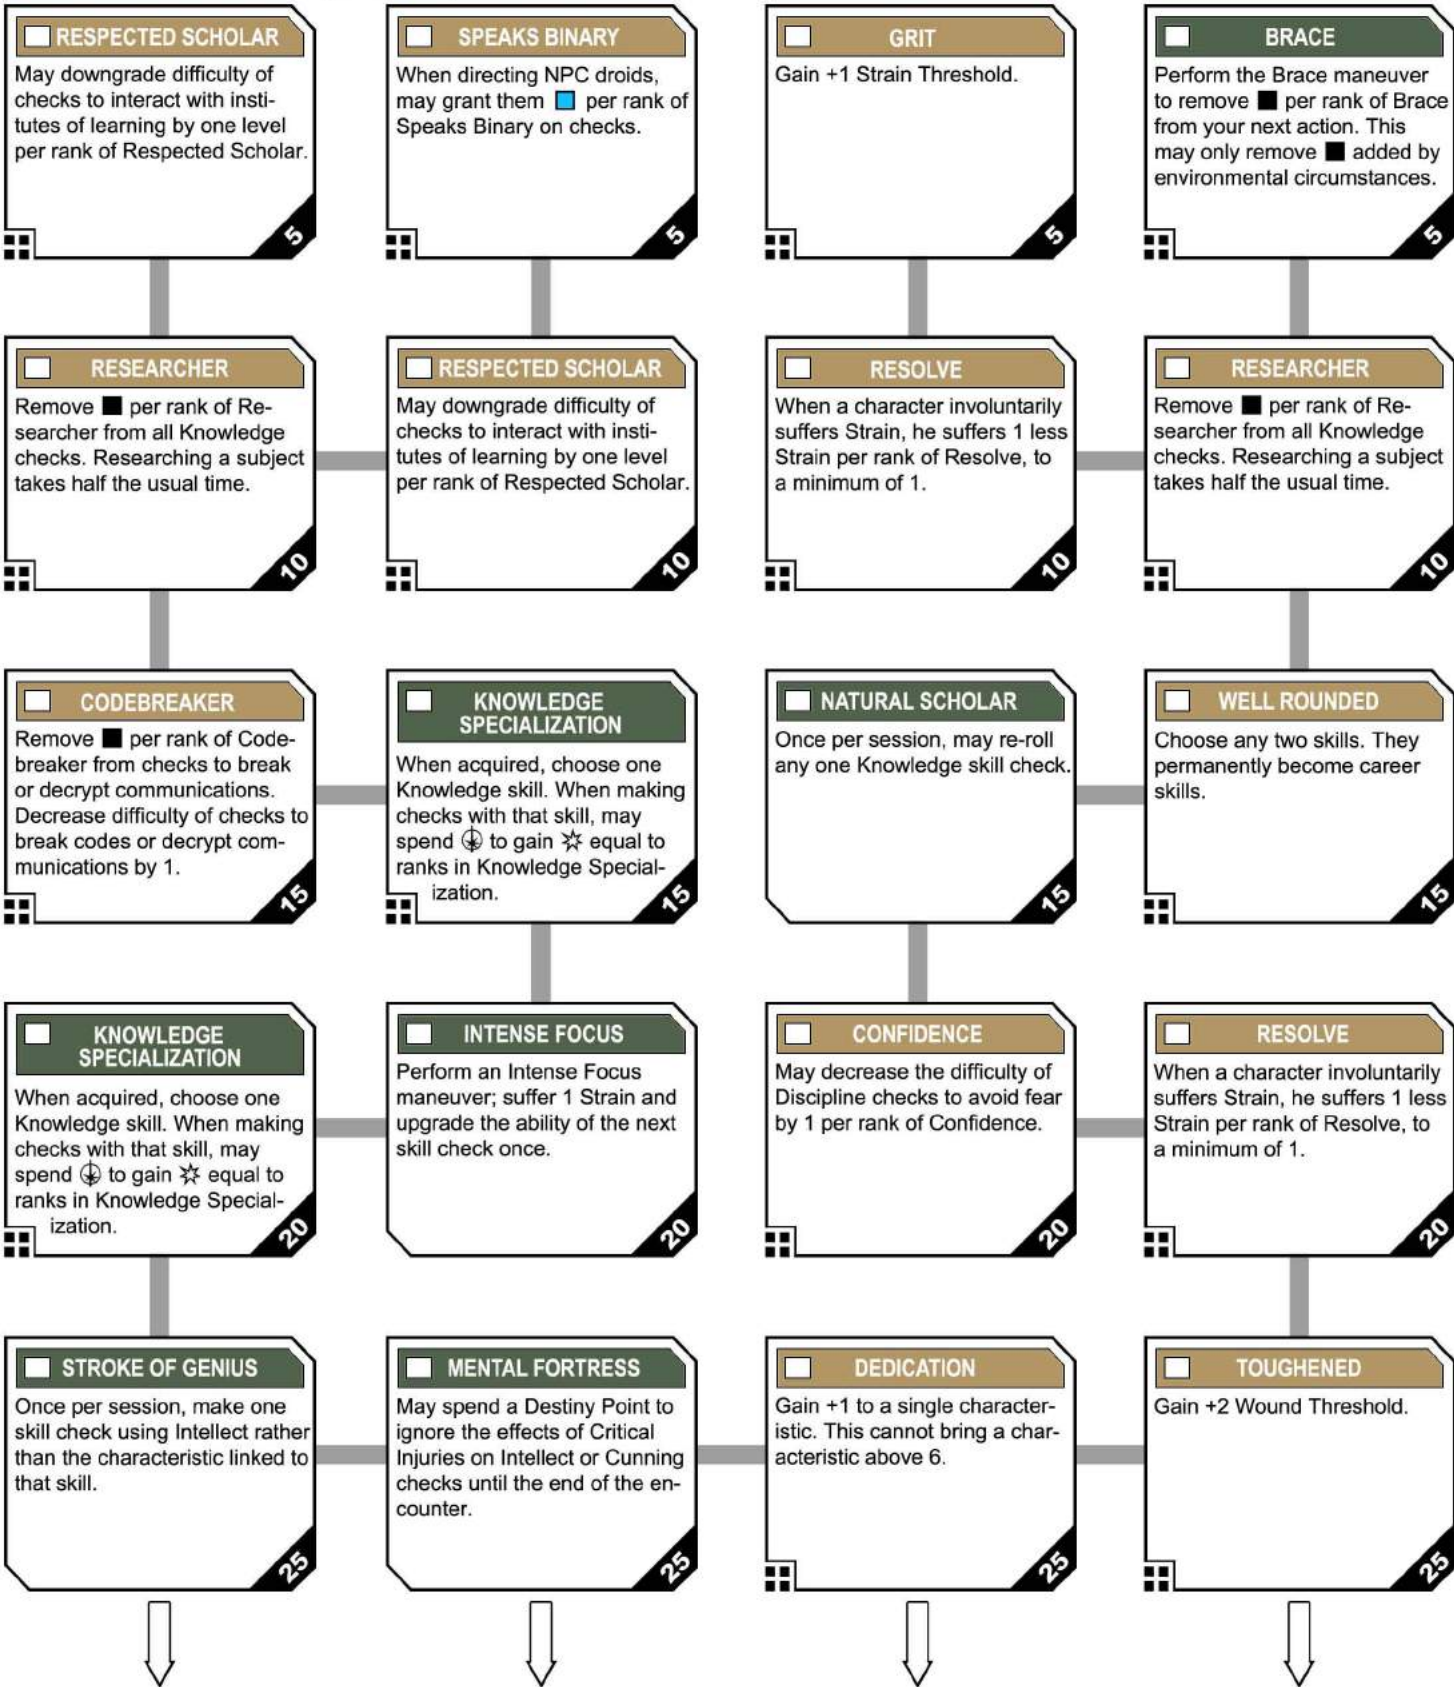 RESPECTED SCHOLAR
May downgrade difficulty of
checks to interact with insti-
tutes of learning by one level
per rank of Respected Scholar.
5
SPEAKS BINARY
When directing NPC droids,
may grant them per rank of
Speaks Binary on checks.
5
GRIT
Gain +1 Strain Threshold.
5
BRACE
Perform the Brace maneuver
to remove ■ per rank of Brace
from your next action. This
may only remove ■ added by
environmental circumstances.
5
RESEARCHER
Remove ■ per rank of Re-
searcher from all Knowledge
checks. Researching a subject
takes half the usual time.
10
RESPECTED SCHOLAR
May downgrade difficulty of
checks to interact with insti-
tutes of learning by one level
per rank of Respected Scholar.
10
RESOLVE
When a character involuntarily
suffers Strain, he suffers 1 less
Strain per rank of Resolve, to
a minimum of 1.
10
RESEARCHER
Remove ■ per rank of Re-
searcher from all Knowledge
checks. Researching a subject
takes half the usual time.
10
CODEBREAKER
Remove ■ per rank of Code-
breaker from checks to break
or decrypt communications.
Decrease difficulty of checks to
break codes or decrypt com-
munications by 1.
15
KNOWLEDGE
SPECIALIZATION
When acquired, choose one
Knowledge skill. When making
checks with that skill, may
spend to gain equal to
ranks in Knowledge Special-
ization.
15
NATURAL SCHOLAR
Once per session, may re-roll
any one Knowledge skill check.
15
WELL ROUNDED
Choose any two skills. They
permanently become career
skills.
15
KNOWLEDGE
SPECIALIZATION
When acquired, choose one
Knowledge skill. When making
checks with that skill, may
spend to gain equal to
ranks in Knowledge Special-
ization.
20
INTENSE FOCUS
Perform an Intense Focus
maneuver; suffer 1 Strain and
upgrade the ability of the next
skill check once.
20
CONFIDENCE
May decrease the difficulty of
Discipline checks to avoid fear
by 1 per rank of Confidence.
20
RESOLVE
When a character involuntarily
suffers Strain, he suffers 1 less
Strain per rank of Resolve, to
a minimum of 1.
20
STROKE OF GENIUS
Once per session, make one
skill check using Intellect rather
than the characteristic linked to
that skill.
25
MENTAL FORTRESS
May spend a Destiny Point to
ignore the effects of Critical
Injuries on Intellect or Cunning
checks until the end of the en-
counter.
25
DEDICATION
Gain +1 to a single character-
istic. This cannot bring a char-
acteristic above 6.
25
TOUGHENED
Gain +2 Wound Threshold.
25